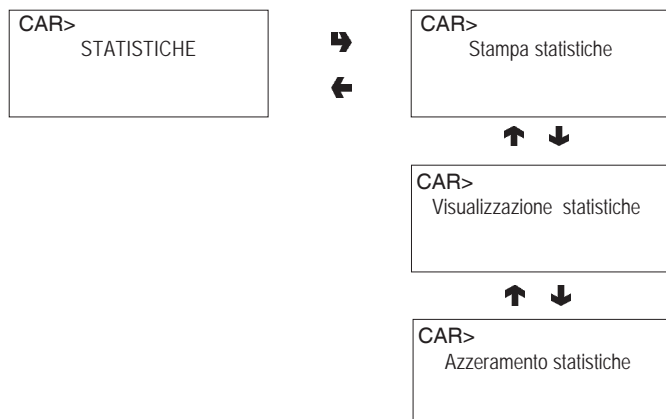 CAR>
STATISTICHE
CAR>
Stampa statistiche
CAR>
Visualizzazione statistiche
CAR>
Azzeramento statistiche